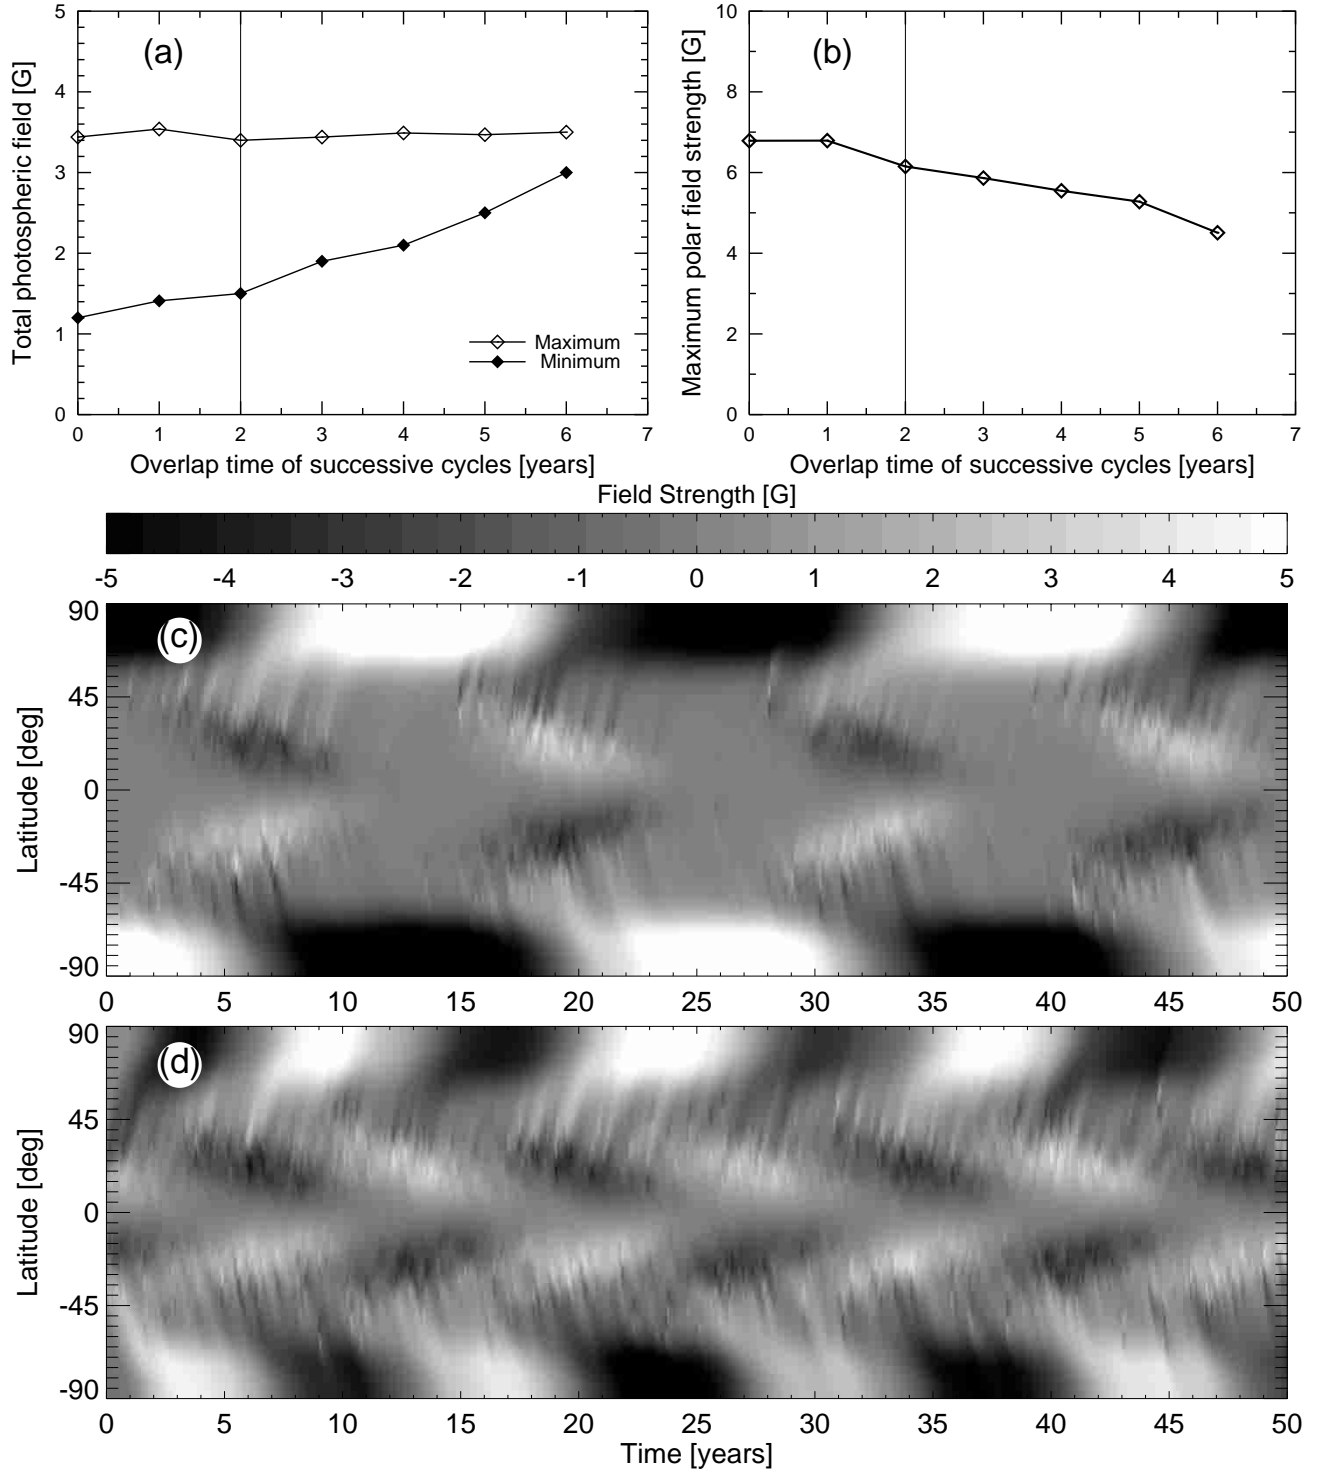 (a)
Total photospheric field [G]
5
4
3
2
1
0
Maximum
Minimum
0 1 2 3 4 5 6 7
Overlap time of successive cycles [years]
(b)
Maximum polar field strength [G]
10
8
6
4
2
0
0 1 2 3 4 5 6 7
Overlap time of successive cycles [years]
Field Strength [G]
-5 -4 -3 -2 -1 0 1 2 3 4 5
(c)
Latitude [deg]
90
45
0
-45
-90
0 5 10 15 20 25 30 35 40 45 50
(d)
Latitude [deg]
90
45
0
-45
-90
0 5 10 15 20 25 30 35 40 45 50
Time [years]